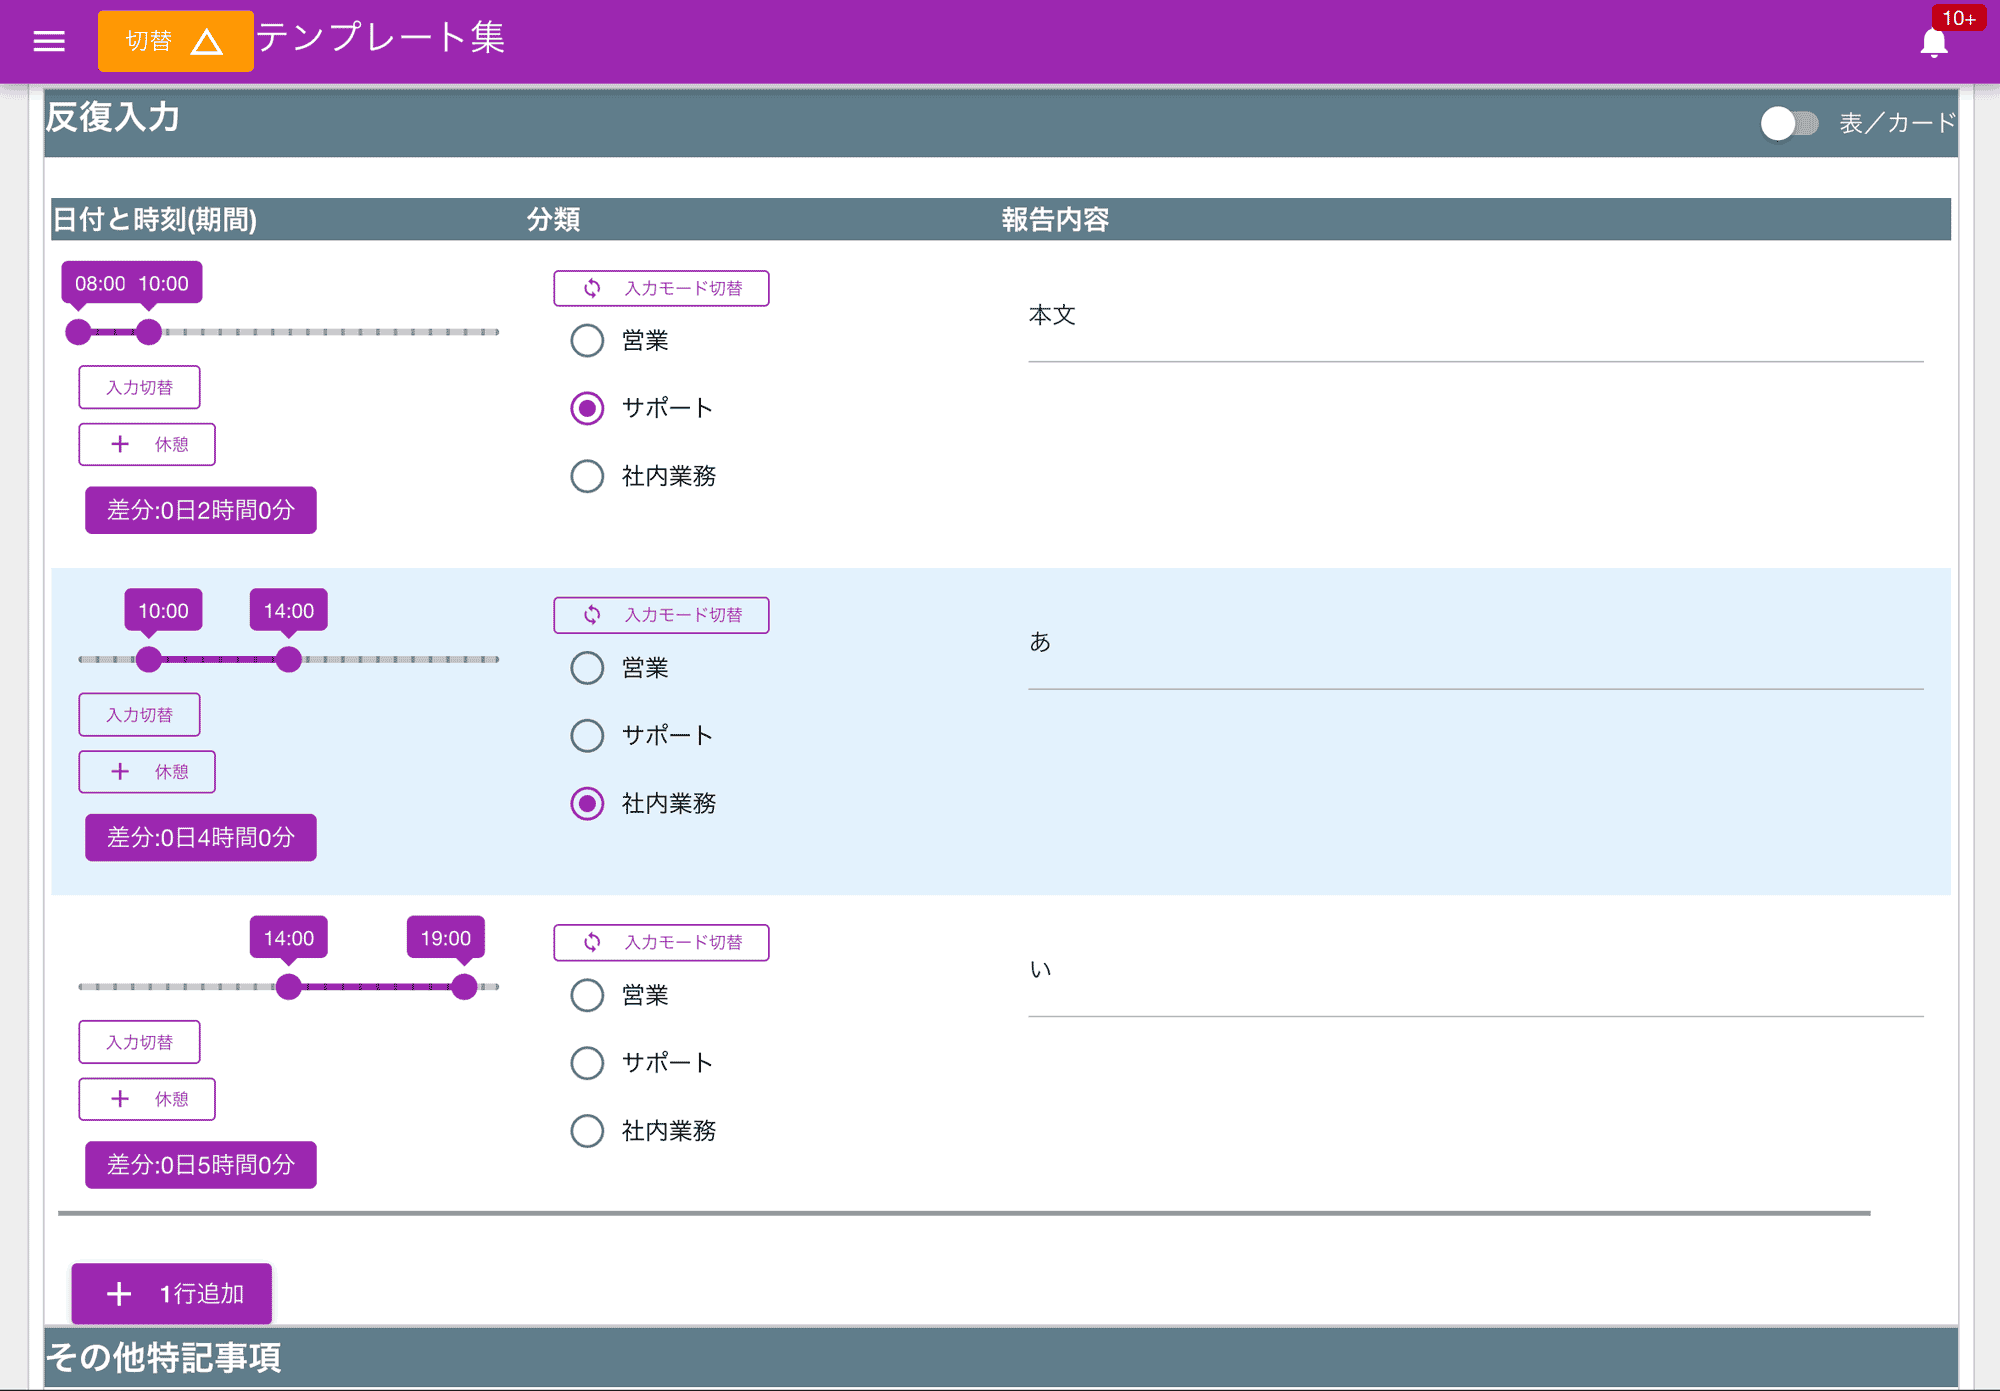 切替
テンプレート集
10+
反復入力
表／カード
日付と時刻(期間)
分類
報告内容
08:00
10:00
入力切替
休憩
差分:0日2時間0分
入力モード切替
営業
サポート
社内業務
本文
10:00
14:00
入力切替
休憩
差分:0日4時間0分
入力モード切替
営業
サポート
社内業務
あ
14:00
19:00
入力切替
休憩
差分:0日5時間0分
入力モード切替
営業
サポート
社内業務
い
1行追加
その他特記事項